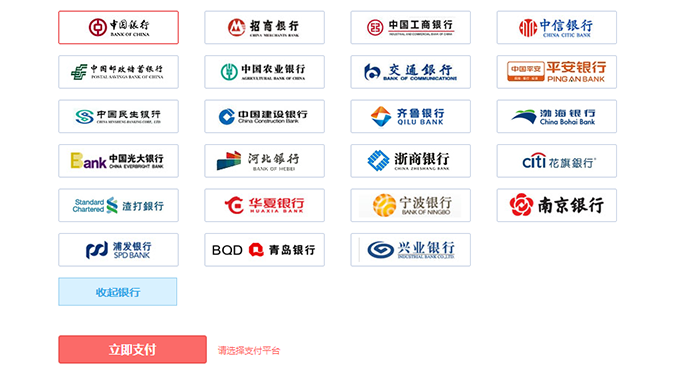 中国银行
BANK OF CHINA
招商银行
CHINA MERCHANTS BANK
中国工商银行
INDUSTRIAL AND COMMERCIAL BANK OF CHINA
中信银行
CHINA CITIC BANK
中国邮政储蓄银行
POSTAL SAVINGS BANK OF CHINA
中国农业银行
AGRICULTURAL BANK OF CHINA
交通银行
BANK OF COMMUNICATIONS
中国平安
平安银行
PING AN BANK
中国民生银行
CHINA MINSHENG BANKING CORP., LTD
中国建设银行
China Construction Bank
齐鲁银行
QILU BANK
渤海银行
China Bohai Bank
Bank 中国光大银行
CHINA EVERBRIGHT BANK
河北银行
BANK OF HEBEI
浙商银行
CHINA ZHESHANG BANK
citi 花旗銀行
Standard
Chartered
渣打銀行
华夏银行
HUAXIA BANK
宁波银行
BANK OF NINGBO
南京银行
浦发银行
SPD BANK
BQD 青岛银行
兴业银行
INDUSTRIAL BANK CO.,LTD.
收起银行
立即支付 请选择支付平台